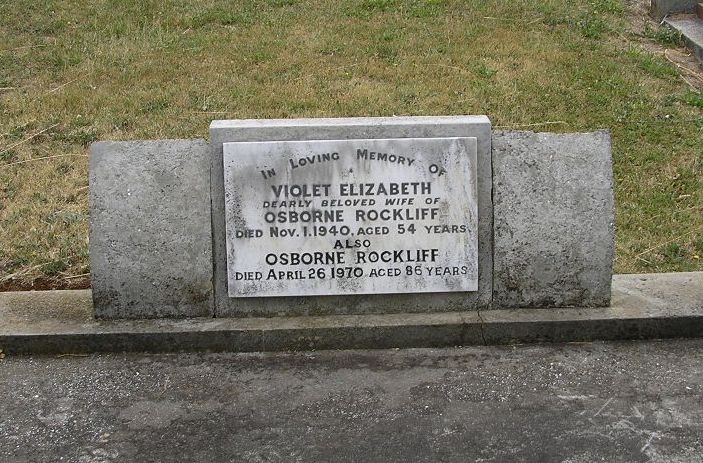 In Loving Memory Of
VIOLET ELIZABETH
DEARLY BELOVED WIFE OF
OSBORNE ROCKLIFF
DIED NOV. 1. 1940, AGED 54 YEARS.
ALSO
OSBORNE ROCKLIFF
DIED APRIL 26 1970, AGED 86 YEARS